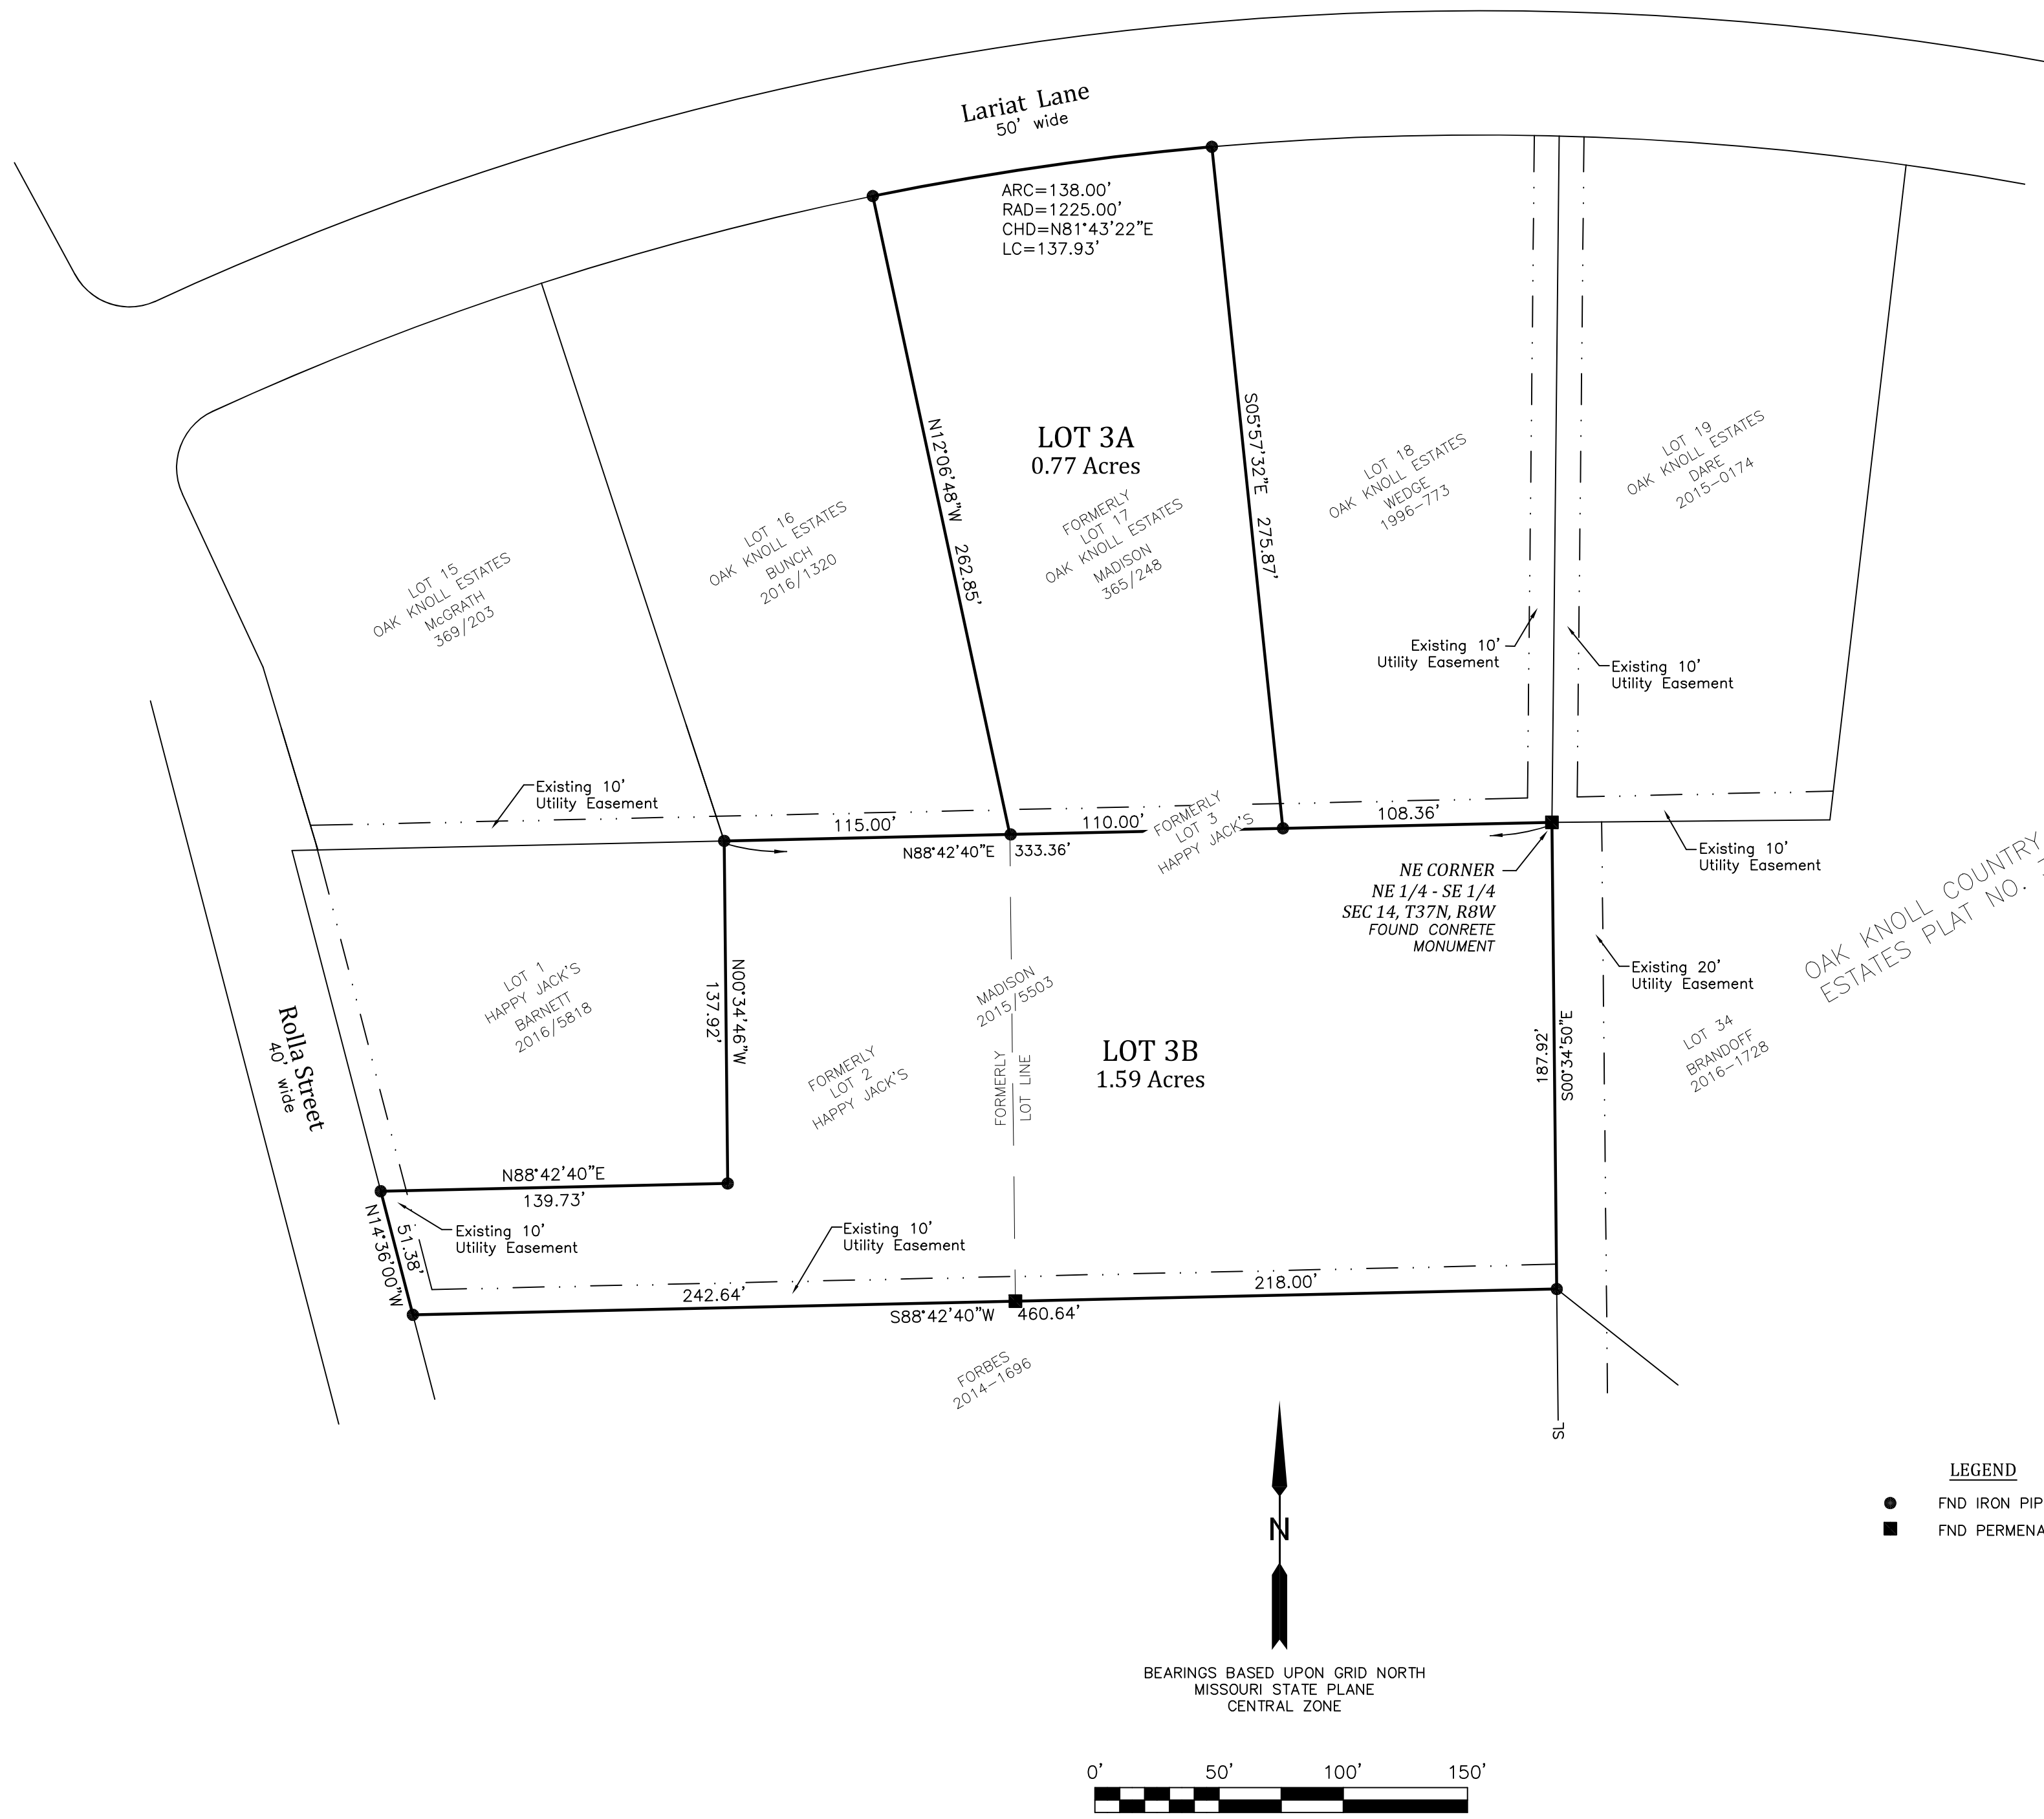 Lariat Lane
50' wide
ARC=138.00'
RAD=1225.00'
CHD=N81°43'22"E
LC=137.93'
N12°06'48"W 262.85'
S05°57'32"E 275.87'
LOT 3A
0.77 Acres
FORMERLY
LOT 17
OAK KNOLL ESTATES
MADISON
365/248
LOT 15
OAK KNOLL ESTATES
McGRATH
369/203
LOT 16
OAK KNOLL ESTATES
BUNCH
2016/1320
LOT 18
OAK KNOLL ESTATES
WEDGE
1996-773
LOT 19
OAK KNOLL ESTATES
DARE
2015-0174
Existing 10'
Utility Easement
Existing 10'
Utility Easement
Existing 10'
Utility Easement
115.00'
110.00'
FORMERLY
LOT 3
HAPPY JACK'S
108.36'
N88°42'40"E 333.36'
NE CORNER
NE 1/4 - SE 1/4
SEC 14, T37N, R8W
FOUND CONRETE
MONUMENT
Existing 10'
Utility Easement
OAK KNOLL COUNTRY
ESTATES PLAT NO.
Existing 20'
Utility Easement
LOT 34
BRANDOFF
2016-1728
LOT 1
HAPPY JACK'S
BARNETT
2016/5818
N00°34'46"W
137.92'
MADISON
2015/5503
FORMERLY
LOT LINE
LOT 3B
1.59 Acres
187.92'
S00°34'50"E
FORMERLY
LOT 2
HAPPY JACK'S
Rolla Street
40' wide
N88°42'40"E
139.73'
N14°36'00"W
51.38'
Existing 10'
Utility Easement
Existing 10'
Utility Easement
242.64'
218.00'
S88°42'40"W 460.64'
FORBES
2014-1696
SL
N
LEGEND
FND IRON PIP
FND PERMENA
BEARINGS BASED UPON GRID NORTH
MISSOURI STATE PLANE
CENTRAL ZONE
0' 50' 100' 150'